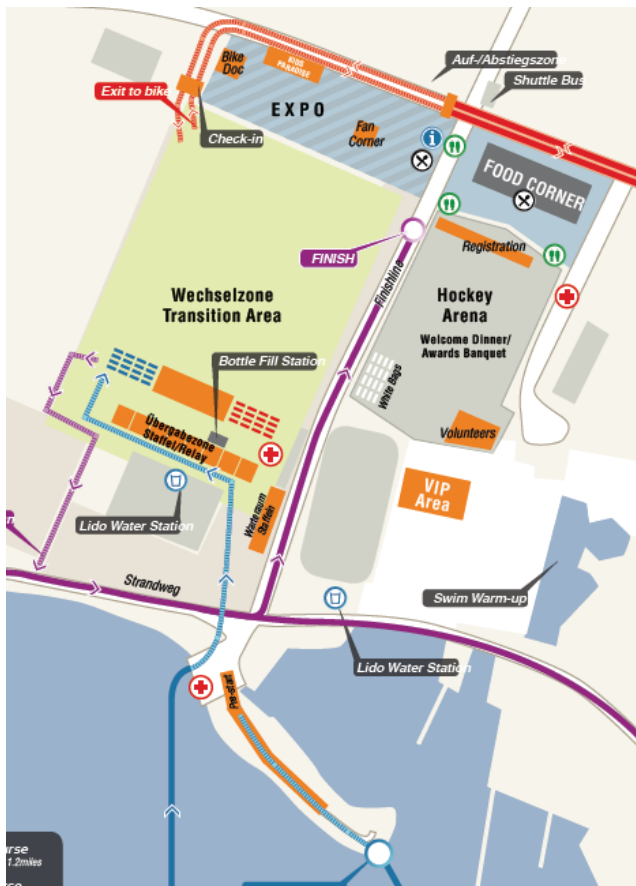 Auf-/Abstiegszone
Shuttle Bus
Bike
Doc
KIDS
PARADISE
Exit to bike
EXPO
Check-in
Fan
Corner
i
FOOD CORNER
FINISH
Registration
Finishline
Wechselzone
Transition Area
Hockey
Arena
Welcome Dinner/
Awards Banquet
Bottle Fill Station
White Bags
Übergabezone
Staffel/Relay
Volunteers
VIP
Area
Lido Water Station
Warteraum
Staffeln
Strandweg
Swim Warm-up
Lido Water Station
Pre-start
1.2miles